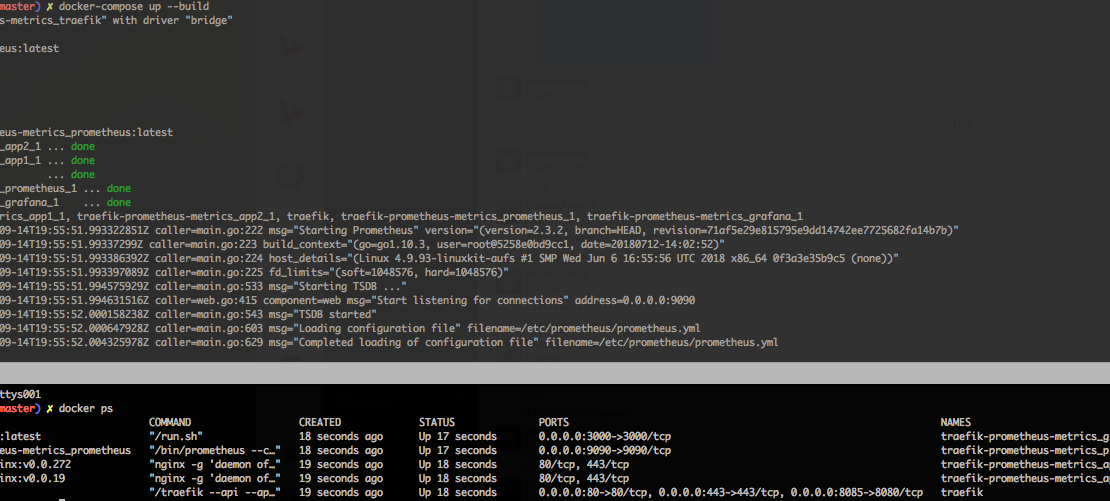 master) ✗ docker-compose up --build
s-metrics_traefik" with driver "bridge"
eus:latest
eus-metrics_prometheus:latest
_app2_1 ... done
_app1_1 ... done
... done
_prometheus_1 ... done
_grafana_1 ... done
rics_app1_1, traefik-prometheus-metrics_app2_1, traefik, traefik-prometheus-metrics_prometheus_1, traefik-prometheus-metrics_grafana_1
09-14T19:55:51.993322851Z caller=main.go:222 msg="Starting Prometheus" version="(version=2.3.2, branch=HEAD, revision=71af5e29e815795e9dd14742ee7725682fa14b7b)"
09-14T19:55:51.99337299Z caller=main.go:223 build_context="(go=go1.10.3, user=root@5258e0bd9cc1, date=20180712-14:02:52)"
09-14T19:55:51.993386392Z caller=main.go:224 host_details="(Linux 4.9.93-linuxkit-aufs #1 SMP Wed Jun 6 16:55:56 UTC 2018 x86_64 0f3a3e35b9c5 (none))"
09-14T19:55:51.993397089Z caller=main.go:225 fd_limits="(soft=1048576, hard=1048576)"
09-14T19:55:51.994575929Z caller=main.go:533 msg="Starting TSDB ..."
09-14T19:55:51.994631516Z caller=web.go:415 component=web msg="Start listening for connections" address=0.0.0.0:9090
09-14T19:55:52.000158238Z caller=main.go:543 msg="TSDB started"
09-14T19:55:52.000647928Z caller=main.go:603 msg="Loading configuration file" filename=/etc/prometheus/prometheus.yml
09-14T19:55:52.004325978Z caller=main.go:629 msg="Completed loading of configuration file" filename=/etc/prometheus/prometheus.yml
ttys001
master) ✗ docker ps
COMMAND CREATED STATUS PORTS NAMES
:latest "/run.sh" 18 seconds ago Up 17 seconds 0.0.0.0:3000->3000/tcp traefik-prometheus-metrics_g
eus-metrics_prometheus "/bin/prometheus --c…" 18 seconds ago Up 17 seconds 0.0.0.0:9090->9090/tcp traefik-prometheus-metrics_p
inx:v0.0.272 "nginx -g 'daemon of…" 19 seconds ago Up 18 seconds 80/tcp, 443/tcp traefik-prometheus-metrics_ap
inx:v0.0.19 "nginx -g 'daemon of…" 19 seconds ago Up 18 seconds 80/tcp, 443/tcp traefik-prometheus-metrics_ap
"/traefik --api --ap…" 19 seconds ago Up 18 seconds 0.0.0.0:80->80/tcp, 0.0.0.0:443->443/tcp, 0.0.0.0:8085->8080/tcp traefik